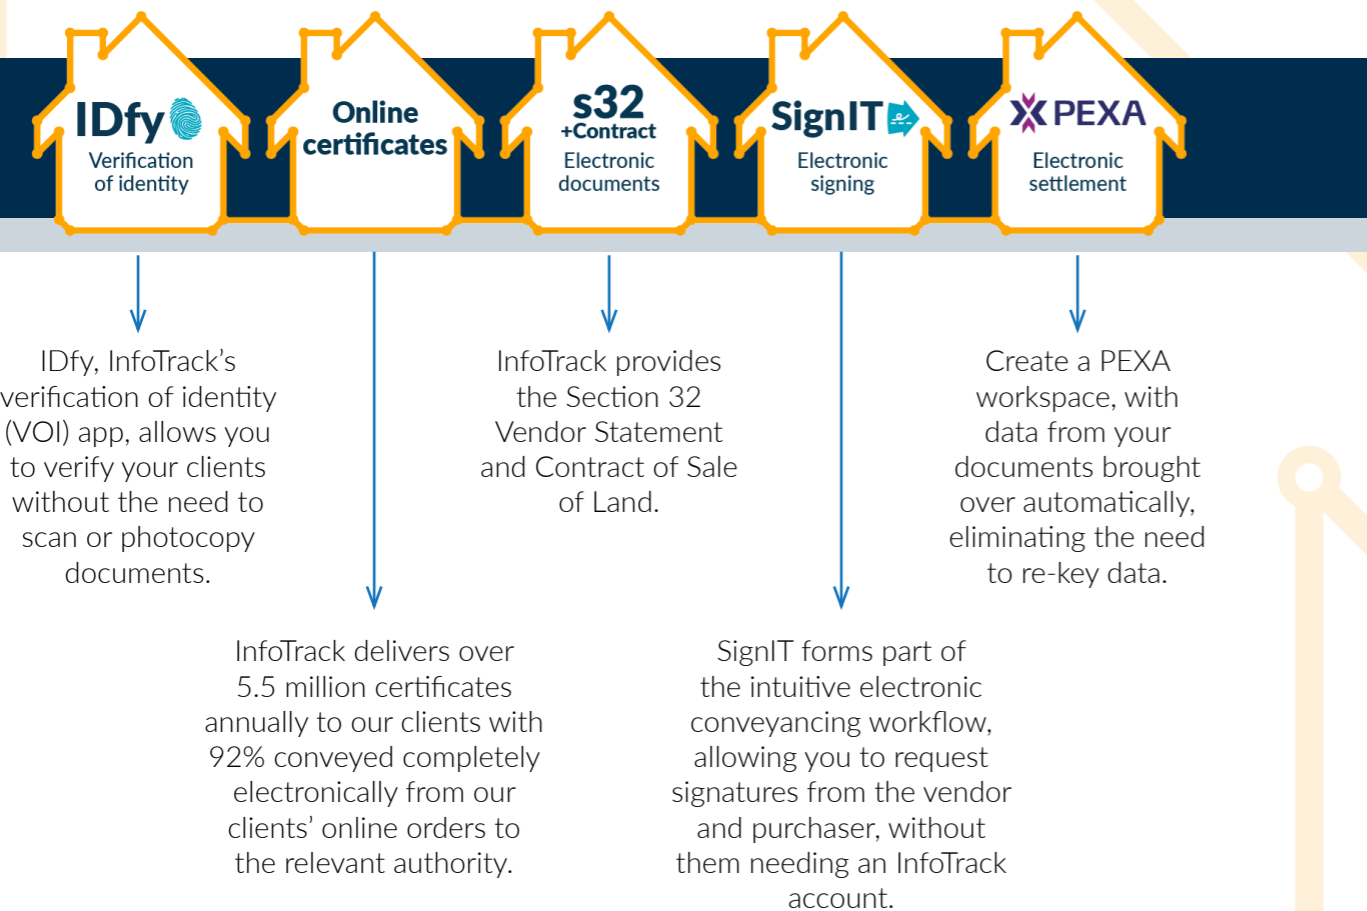 IDfy
Verification
of identity
Online
certificates
s32
+Contract
Electronic
documents
SignIT
Electronic
signing
PEXA
Electronic
settlement
IDfy, InfoTrack’s
verification of identity
(VOI) app, allows you
to verify your clients
without the need to
scan or photocopy
documents.
InfoTrack delivers over
5.5 million certificates
annually to our clients with
92% conveyed completely
electronically from our
clients’ online orders to
the relevant authority.
InfoTrack provides
the Section 32
Vendor Statement
and Contract of Sale
of Land.
SignIT forms part of
the intuitive electronic
conveyancing workflow,
allowing you to request
signatures from the vendor
and purchaser, without
them needing an InfoTrack
account.
Create a PEXA
workspace, with
data from your
documents brought
over automatically,
eliminating the need
to re-key data.